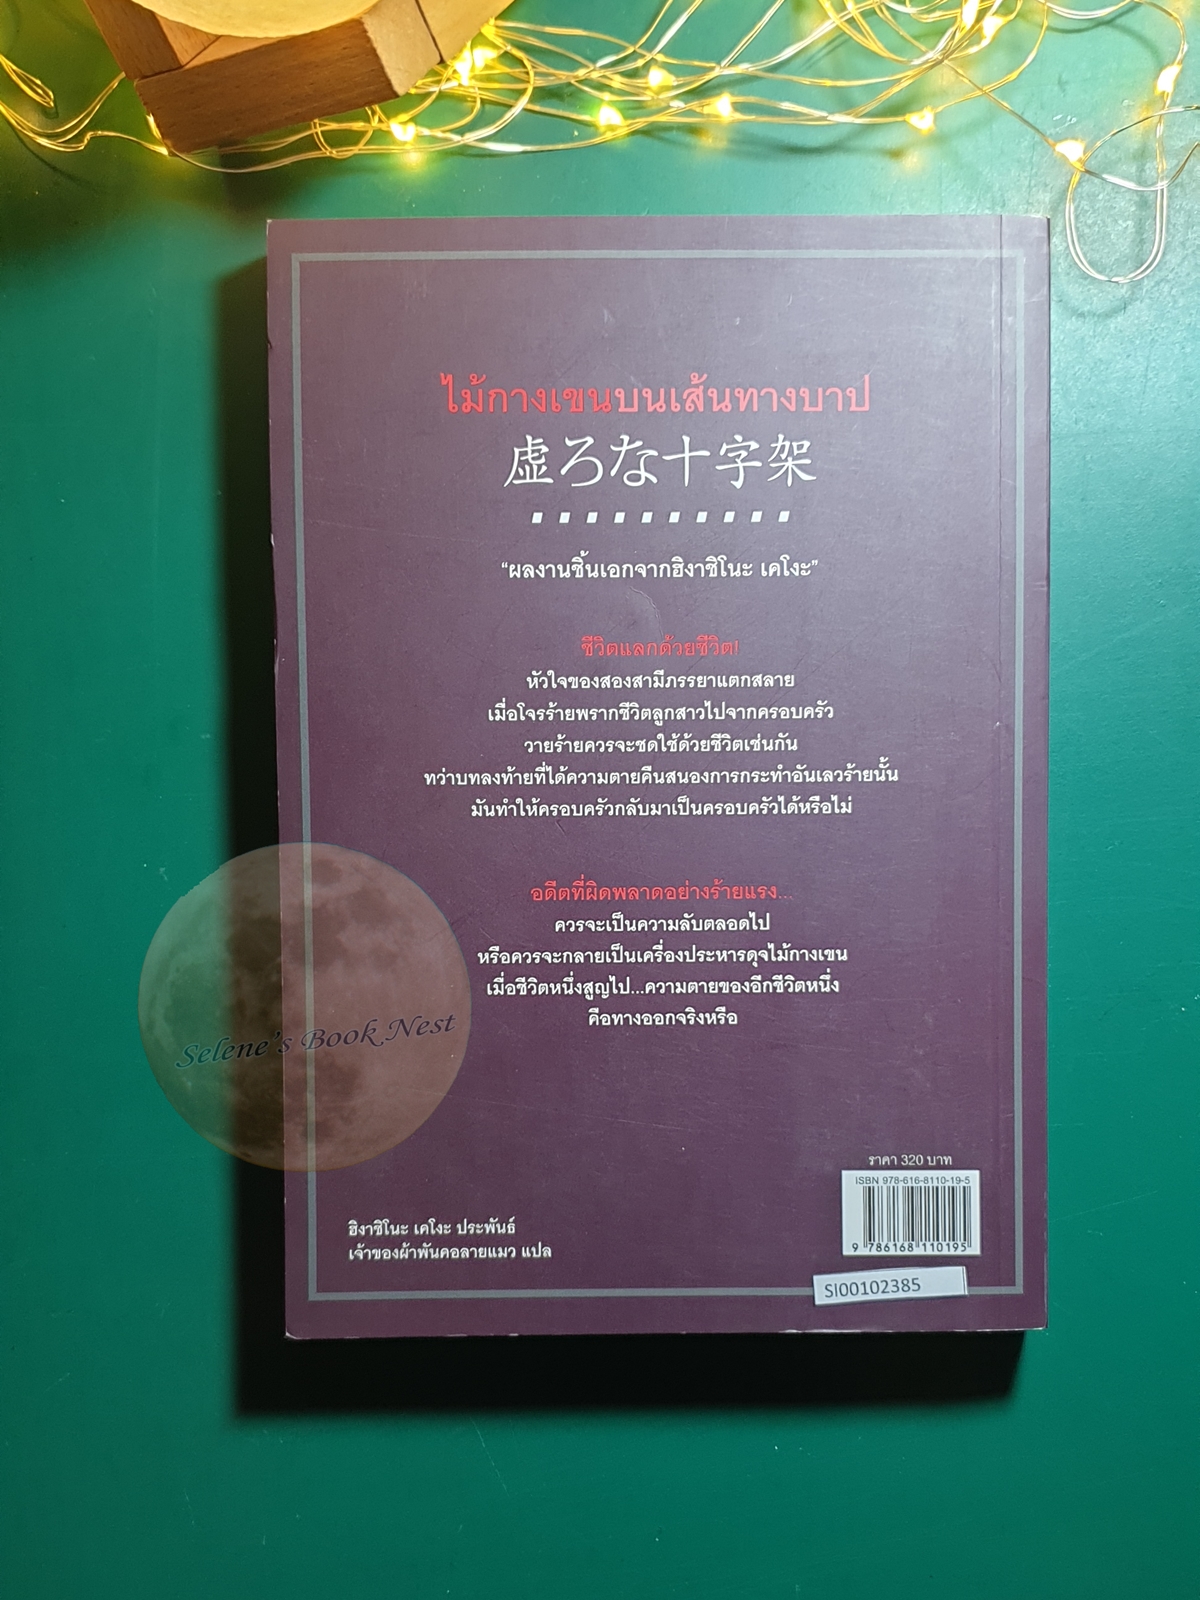 ไม้กางเขนบนเส้นทางบาป
虚ろな十字架
“ผลงานชิ้นเอกจากฮิงาชิโนะ เคโงะ”
ชีวิตแลกด้วยชีวิต!
หัวใจของสองสามีภรรยาแตกสลาย
เมื่อโจรร้ายพรากชีวิตลูกสาวไปจากครอบครัว
วายร้ายควรจะชดใช้ด้วยชีวิตเช่นกัน
ทว่าบทลงท้ายที่ได้ความตายคืนสนองการกระทำอันเลวร้ายนั้น
มันทำให้ครอบครัวกลับมาเป็นครอบครัวได้หรือไม่
อดีตที่ผิดพลาดอย่างร้ายแรง...
ควรจะเป็นความลับตลอดไป
หรือควรจะกลายเป็นเครื่องประหารดุจไม้กางเขน
เมื่อชีวิตหนึ่งสูญไป...ความตายของอีกชีวิตหนึ่ง
คือทางออกจริงหรือ
Selene's Book Nest
ราคา 320 บาท
ISBN 978-616-8110-19-5
9 786168 110195
ฮิงาชิโนะ เคโงะ ประพันธ์
เจ้าของผ้าพันคอลายแมว แปล
SI00102385